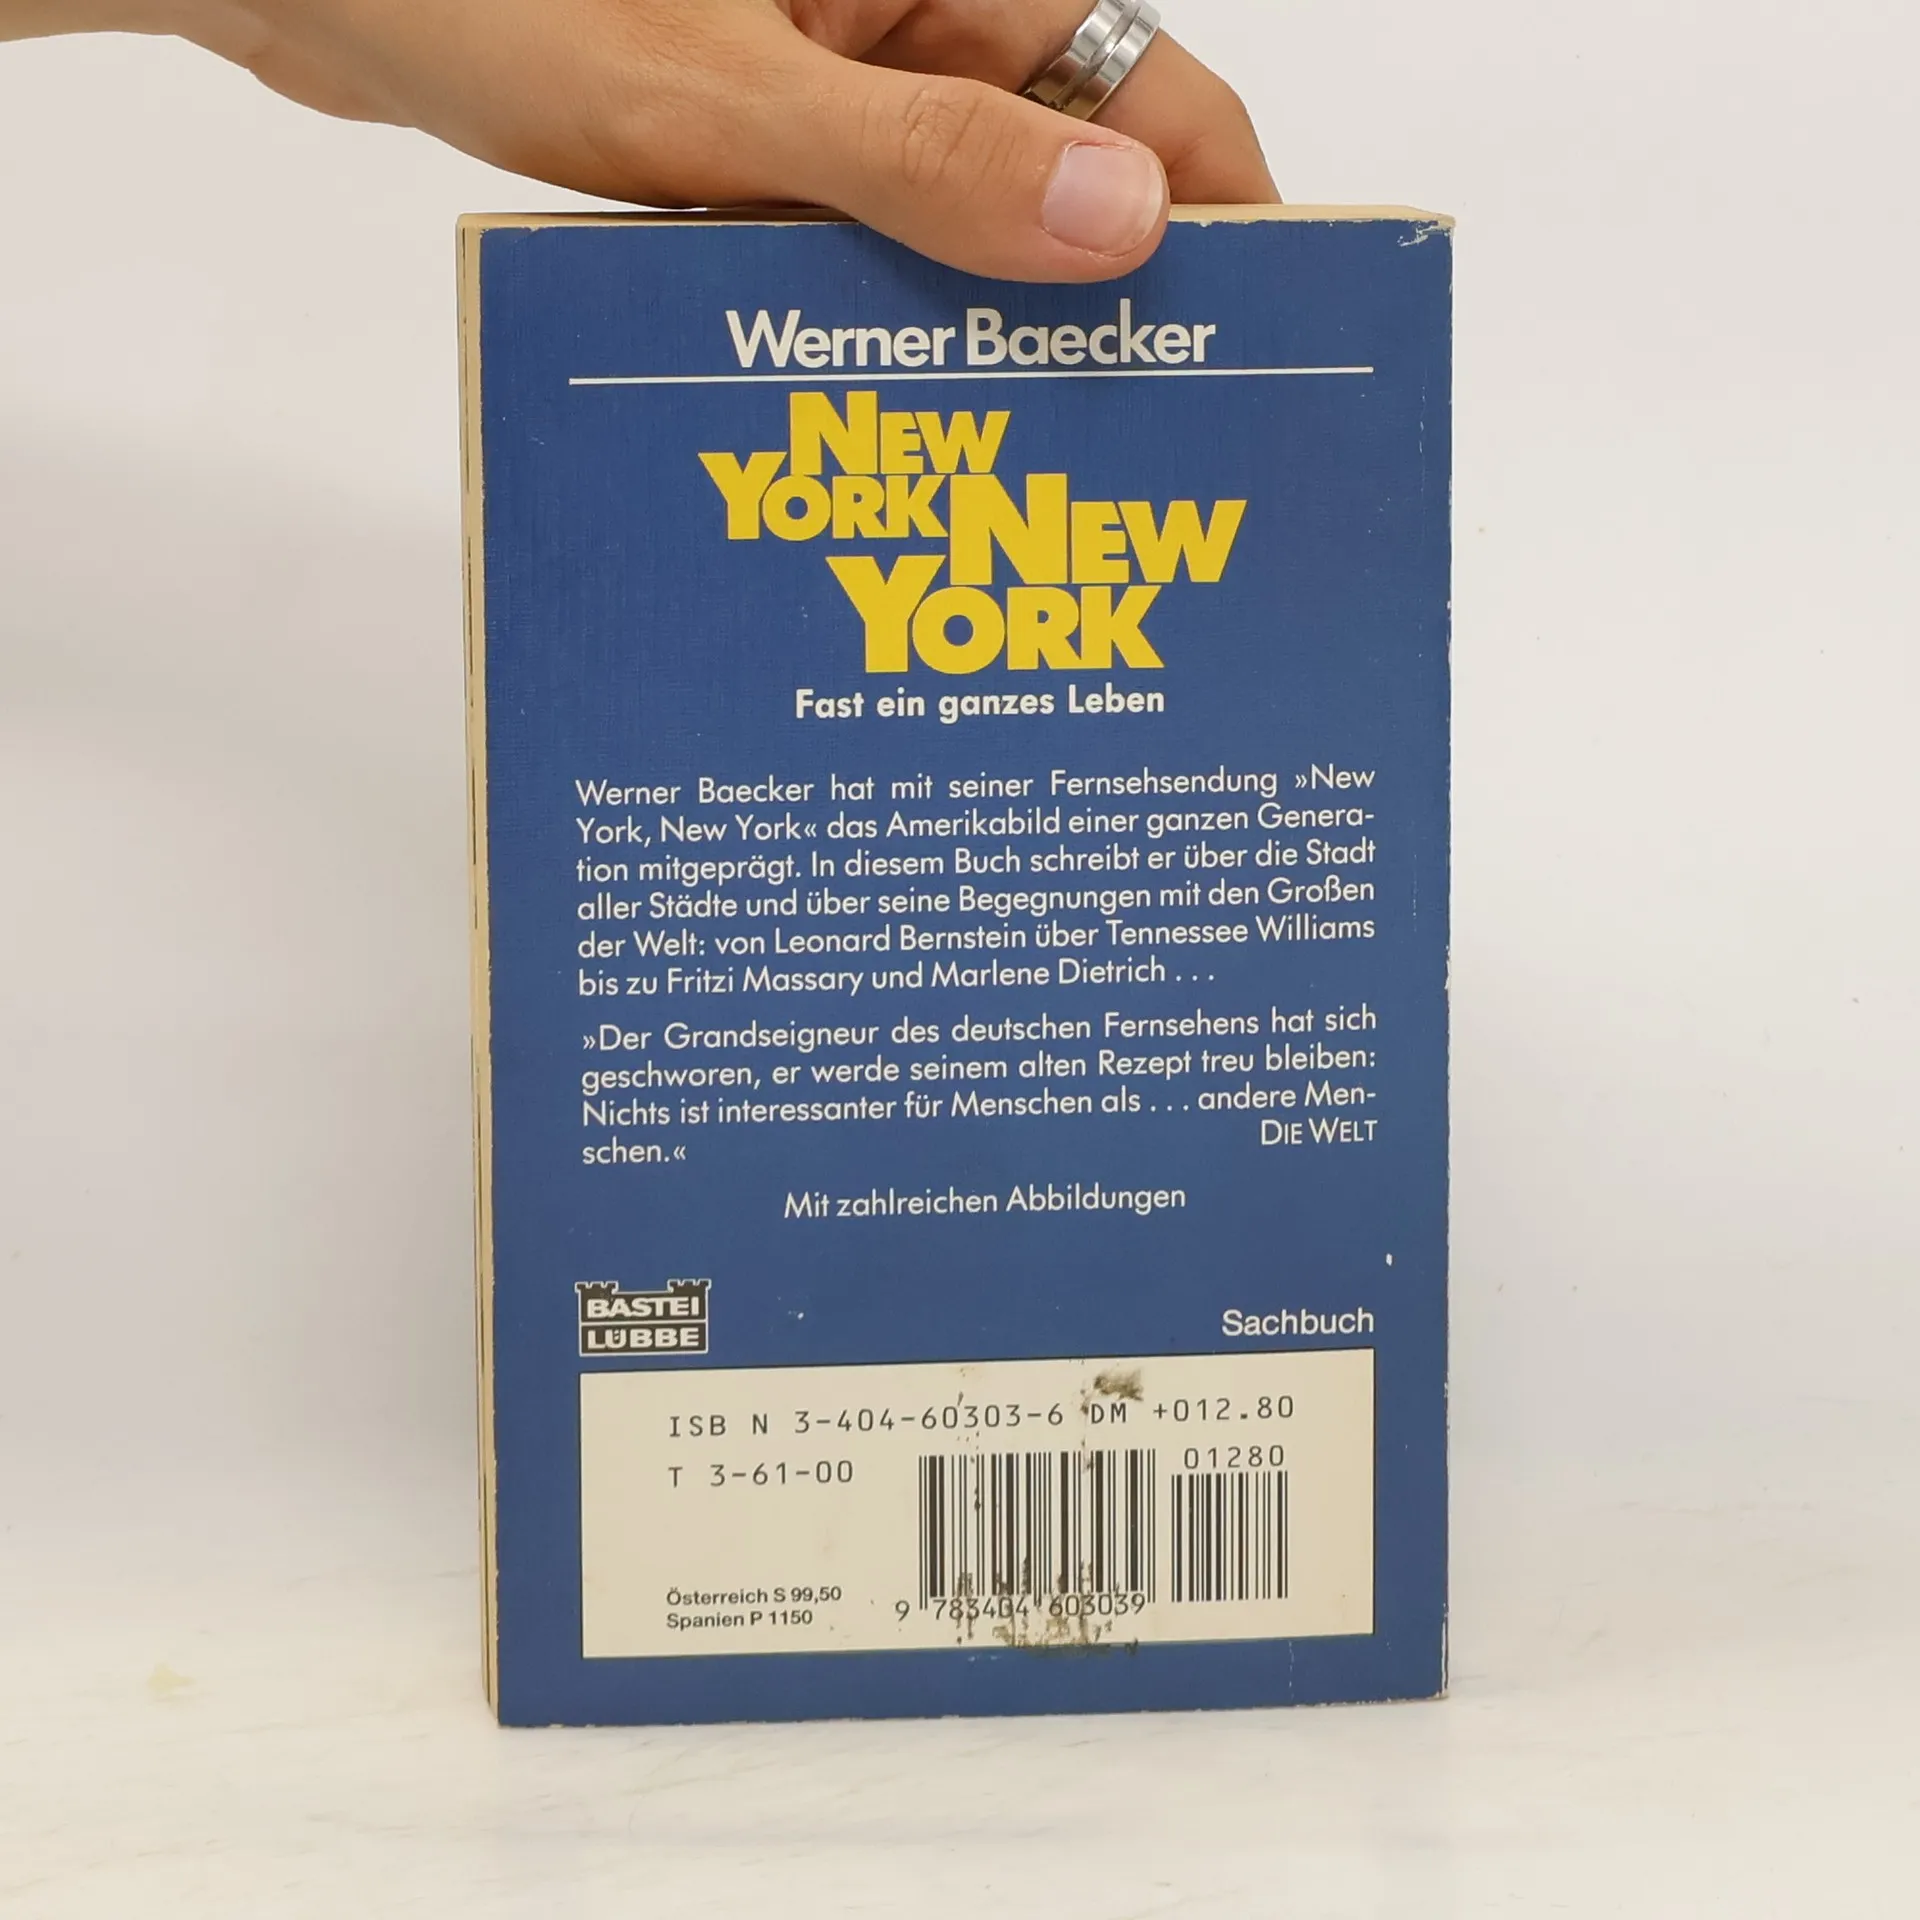 Werner Baecker
NEW
YORK NEW
YORK
Fast ein ganzes Leben
Werner Baecker hat mit seiner Fernsehsendung »New
York, New York« das Amerikabild einer ganzen Genera-
tion mitgeprägt. In diesem Buch schreibt er über die Stadt
aller Städte und über seine Begegnungen mit den Großen
der Welt: von Leonard Bernstein über Tennessee Williams
bis zu Fritzi Massary und Marlene Dietrich . . .
»Der Grandseigneur des deutschen Fernsehens hat sich
geschworen, er werde seinem alten Rezept treu bleiben:
Nichts ist interessanter für Menschen als . . . andere Men-
schen.« DIE WELT
Mit zahlreichen Abbildungen
BASTEI
LÜBBE
Sachbuch
ISB N 3-404-60303-6 DM +012.80
T 3-61-00
01280
Österreich S 99,50
Spanien P 1150
9 783404 603039